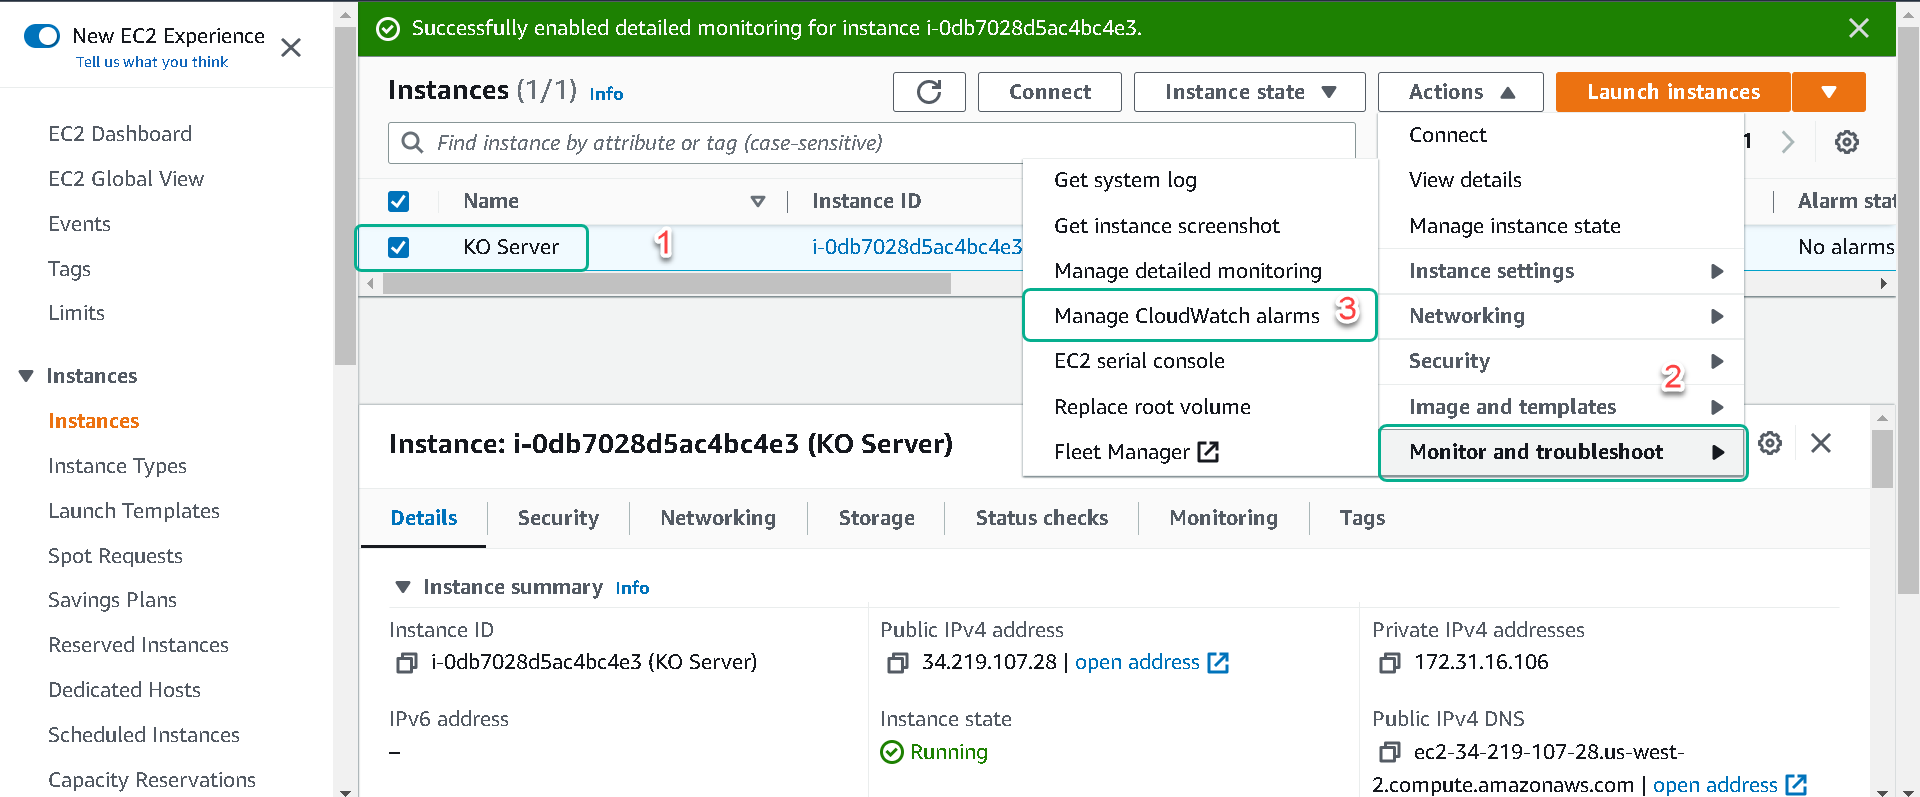 New EC2 Experience
Tell us what you think
EC2 Dashboard
EC2 Global View
Events
Tags
Limits
Instances
Instances
Instance Types
Launch Templates
Spot Requests
Savings Plans
Reserved Instances
Dedicated Hosts
Scheduled Instances
Capacity Reservations
Successfully enabled detailed monitoring for instance i-0db7028d5ac4bc4e3.
Instances (1/1) Info
Connect
Instance state
Actions
Launch instances
Find instance by attribute or tag (case-sensitive)
1
Name
Instance ID
Alarm stat
KO Server
1
i-0db7028d5ac4bc4e3
No alarms
Get system log
Get instance screenshot
Manage detailed monitoring
Manage CloudWatch alarms 3
EC2 serial console
Replace root volume
Fleet Manager
Connect
View details
Manage instance state
Instance settings
Networking
Security
2
Image and templates
Monitor and troubleshoot
Instance: i-0db7028d5ac4bc4e3 (KO Server)
Details
Security
Networking
Storage
Status checks
Monitoring
Tags
Instance summary Info
Instance ID
i-0db7028d5ac4bc4e3 (KO Server)
Public IPv4 address
34.219.107.28 | open address
Private IPv4 addresses
172.31.16.106
IPv6 address
–
Instance state
Running
Public IPv4 DNS
ec2-34-219-107-28.us-west-
2.compute.amazonaws.com | open address